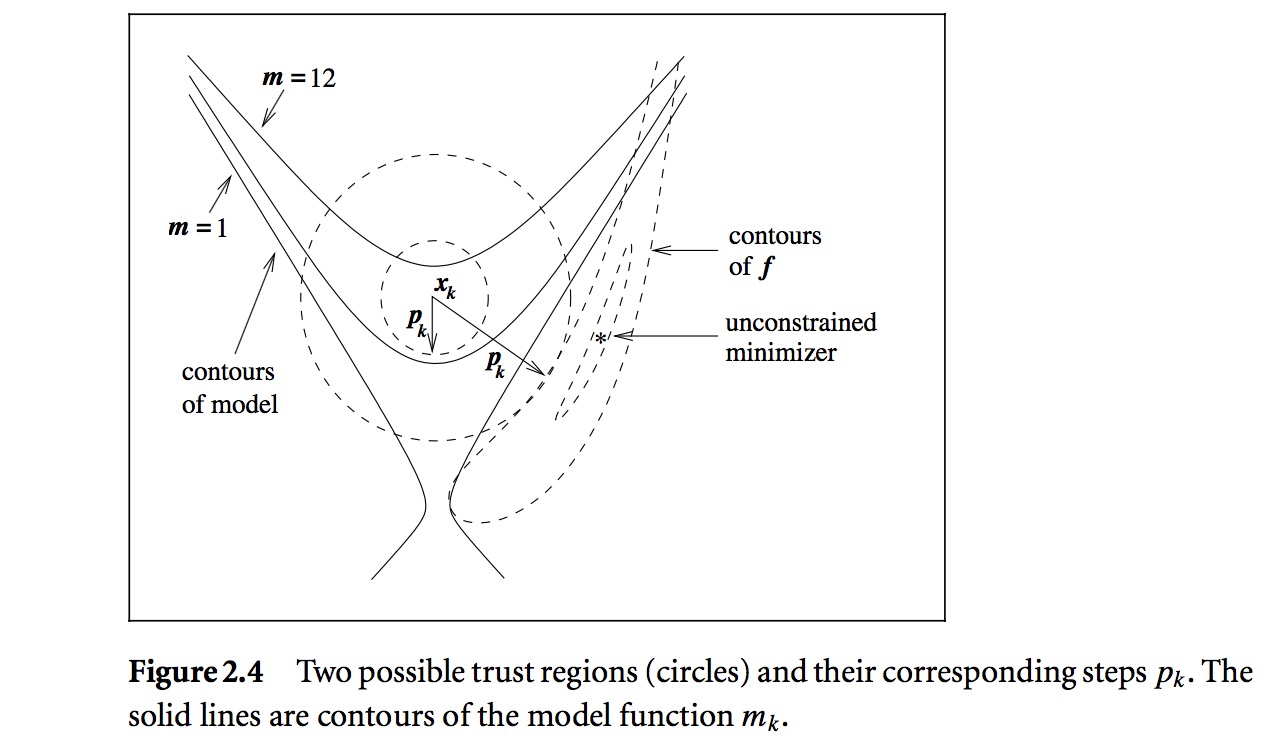 m = 12
m = 1
x_k
p_k
p_k
contours
of f
*
unconstrained
minimizer
contours
of model
Figure 2.4 Two possible trust regions (circles) and their corresponding steps p_k. The
solid lines are contours of the model function m_k.